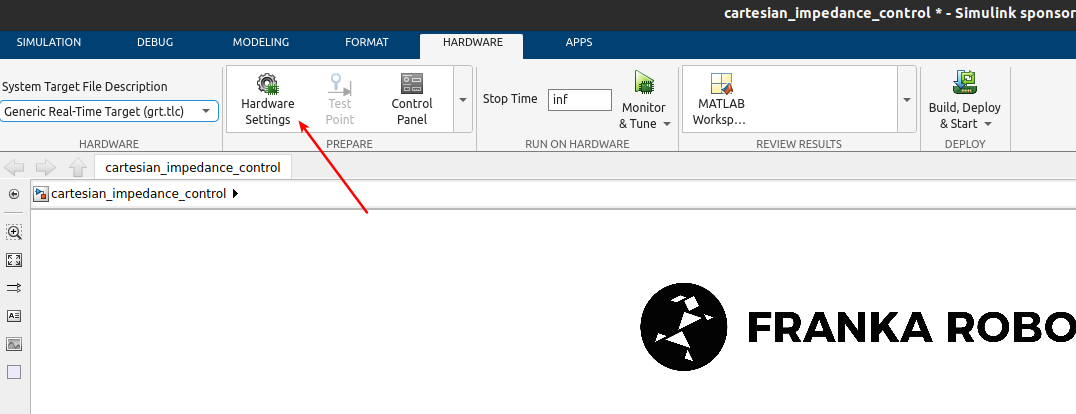 cartesian_impedance_control * - Simulink sponsor
SIMULATION DEBUG MODELING FORMAT HARDWARE APPS
System Target File Description
Generic Real-Time Target (grt.tlc)
HARDWARE
Hardware
Settings
Test
Point
Control
Panel
PREPARE
Stop Time inf
Monitor
& Tune
RUN ON HARDWARE
MATLAB
Worksp...
REVIEW RESULTS
Build, Deploy
& Start
DEPLOY
cartesian_impedance_control
cartesian_impedance_control
FRANKA ROBO